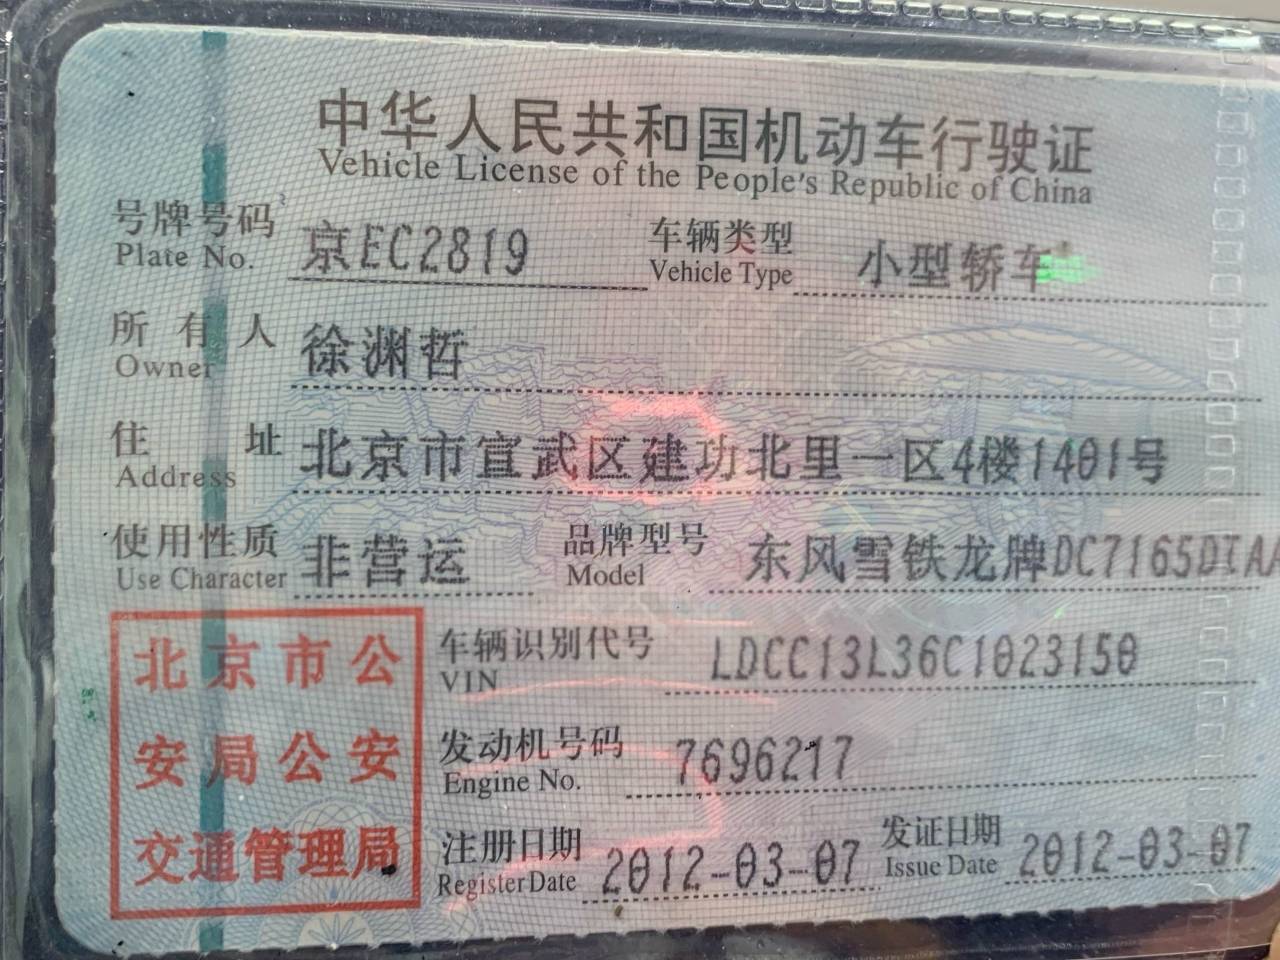 中华人民共和国机动车行驶证
Vehicle License of the People's Republic of China
号牌号码 京EC2819 车辆类型 小型轿车
Plate No. Vehicle Type
所有人 徐渊哲
Owner
住址 北京市宣武区建功北里一区4楼1401号
Address
使用性质 非营运 品牌型号 东风雪铁龙牌DC7165DTAA
Use Character Model
北京市公
安局公安
交通管理局
车辆识别代号 LDCC13L36C1023150
VIN
发动机号码 7696217
Engine No.
注册日期 2012-03-07 发证日期 2012-03-07
Register Date Issue Date